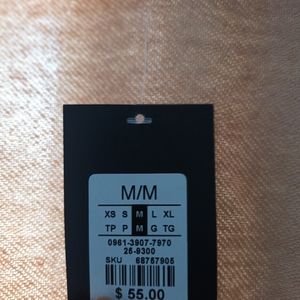 M/M
XS S M L XL
TP P M G TG
0961-3907-7970
25-9300
SKU 68757905
$ 55.00